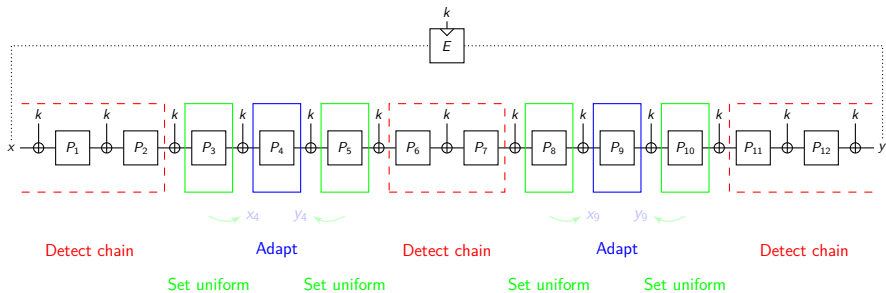 k
E
k k k k k k k k k k k k k
x P₁ P₂ P₃ P₄ P₅ P₆ P₇ P₈ P₉ P₁₀ P₁₁ P₁₂ y
x₄ y₄ x₉ y₉
Detect chain Adapt Detect chain Adapt Detect chain
Set uniform Set uniform Set uniform Set uniform